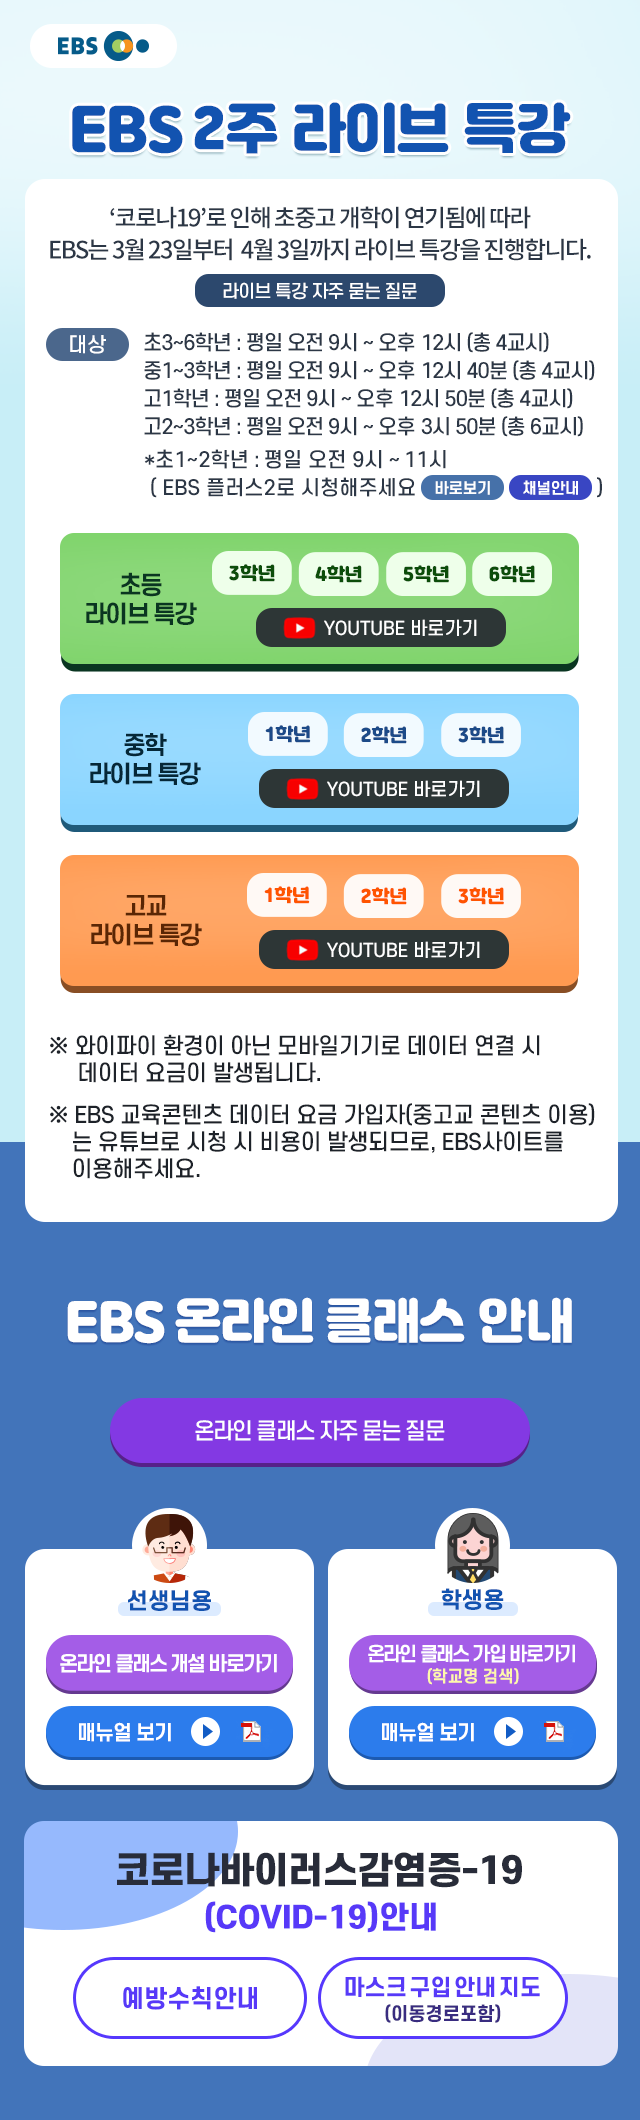 EBS
EBS 2주 라이브 특강
‘코로나19’로 인해 초중고 개학이 연기됨에 따라
EBS는 3월 23일부터 4월 3일까지 라이브 특강을 진행합니다.
라이브 특강 자주 묻는 질문
대상
초3~6학년 : 평일 오전 9시 ~ 오후 12시 (총 4교시)
중1~3학년 : 평일 오전 9시 ~ 오후 12시 40분 (총 4교시)
고1학년 : 평일 오전 9시 ~ 오후 12시 50분 (총 4교시)
고2~3학년 : 평일 오전 9시 ~ 오후 3시 50분 (총 6교시)
*초1~2학년 : 평일 오전 9시 ~ 11시
( EBS 플러스2로 시청해주세요 바로보기 채널안내 )
초등
라이브 특강
3학년 4학년 5학년 6학년
YOUTUBE 바로가기
중학
라이브 특강
1학년 2학년 3학년
YOUTUBE 바로가기
고교
라이브 특강
1학년 2학년 3학년
YOUTUBE 바로가기
※ 와이파이 환경이 아닌 모바일기기로 데이터 연결 시
데이터 요금이 발생됩니다.
※ EBS 교육콘텐츠 데이터 요금 가입자(중고교 콘텐츠 이용)
는 유튜브로 시청 시 비용이 발생되므로, EBS사이트를
이용해주세요.
EBS 온라인 클래스 안내
온라인 클래스 자주 묻는 질문
선생님용
온라인 클래스 개설 바로가기
매뉴얼 보기
학생용
온라인 클래스 가입 바로가기
(학교명 검색)
매뉴얼 보기
코로나바이러스감염증-19
(COVID-19)안내
예방수칙안내
마스크 구입 안내 지도
(이동경로포함)